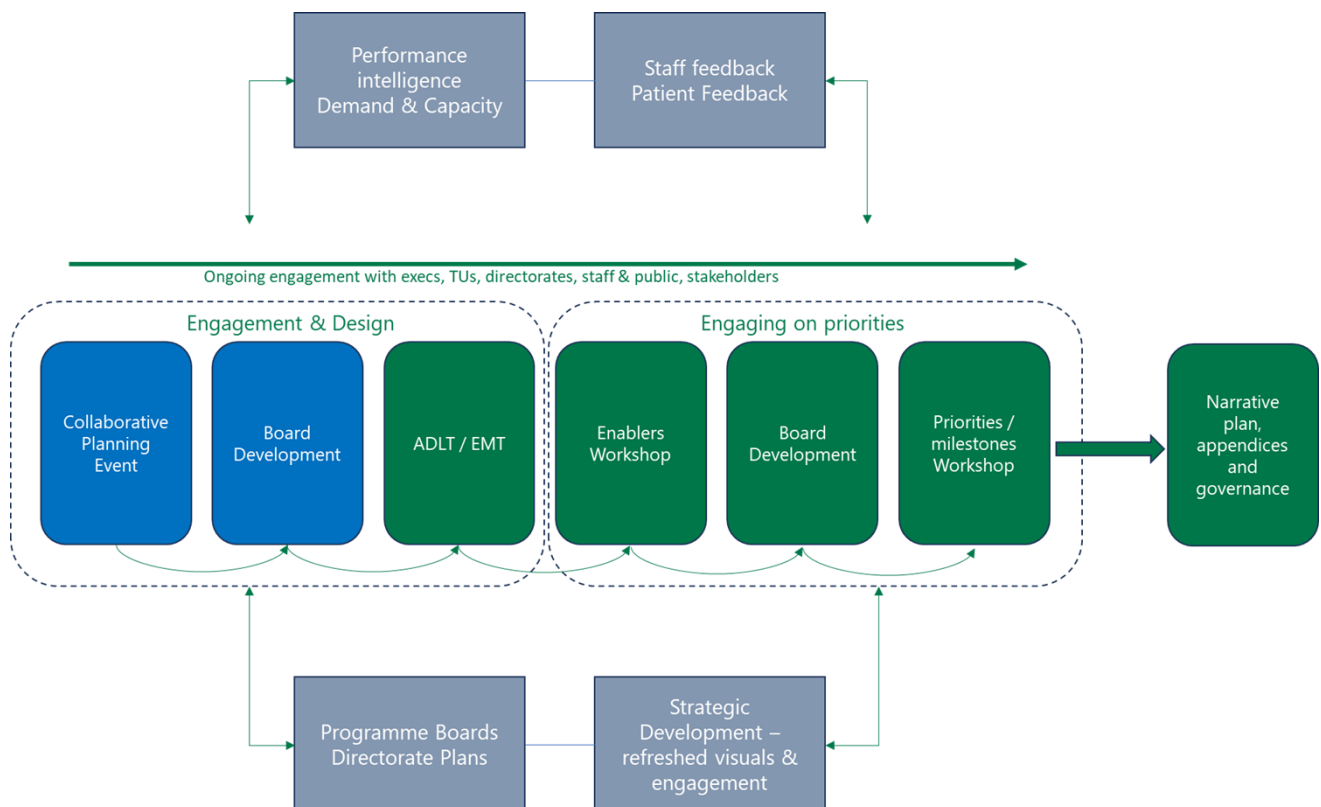 Performance
intelligence
Demand & Capacity
Staff feedback
Patient Feedback
Ongoing engagement with execs, TUs, directorates, staff & public, stakeholders
Engagement & Design
Engaging on priorities
Collaborative
Planning
Event
Board
Development
ADLT / EMT
Enablers
Workshop
Board
Development
Priorities /
milestones
Workshop
Narrative
plan,
appendices
and
governance
Programme Boards
Directorate Plans
Strategic
Development –
refreshed visuals &
engagement